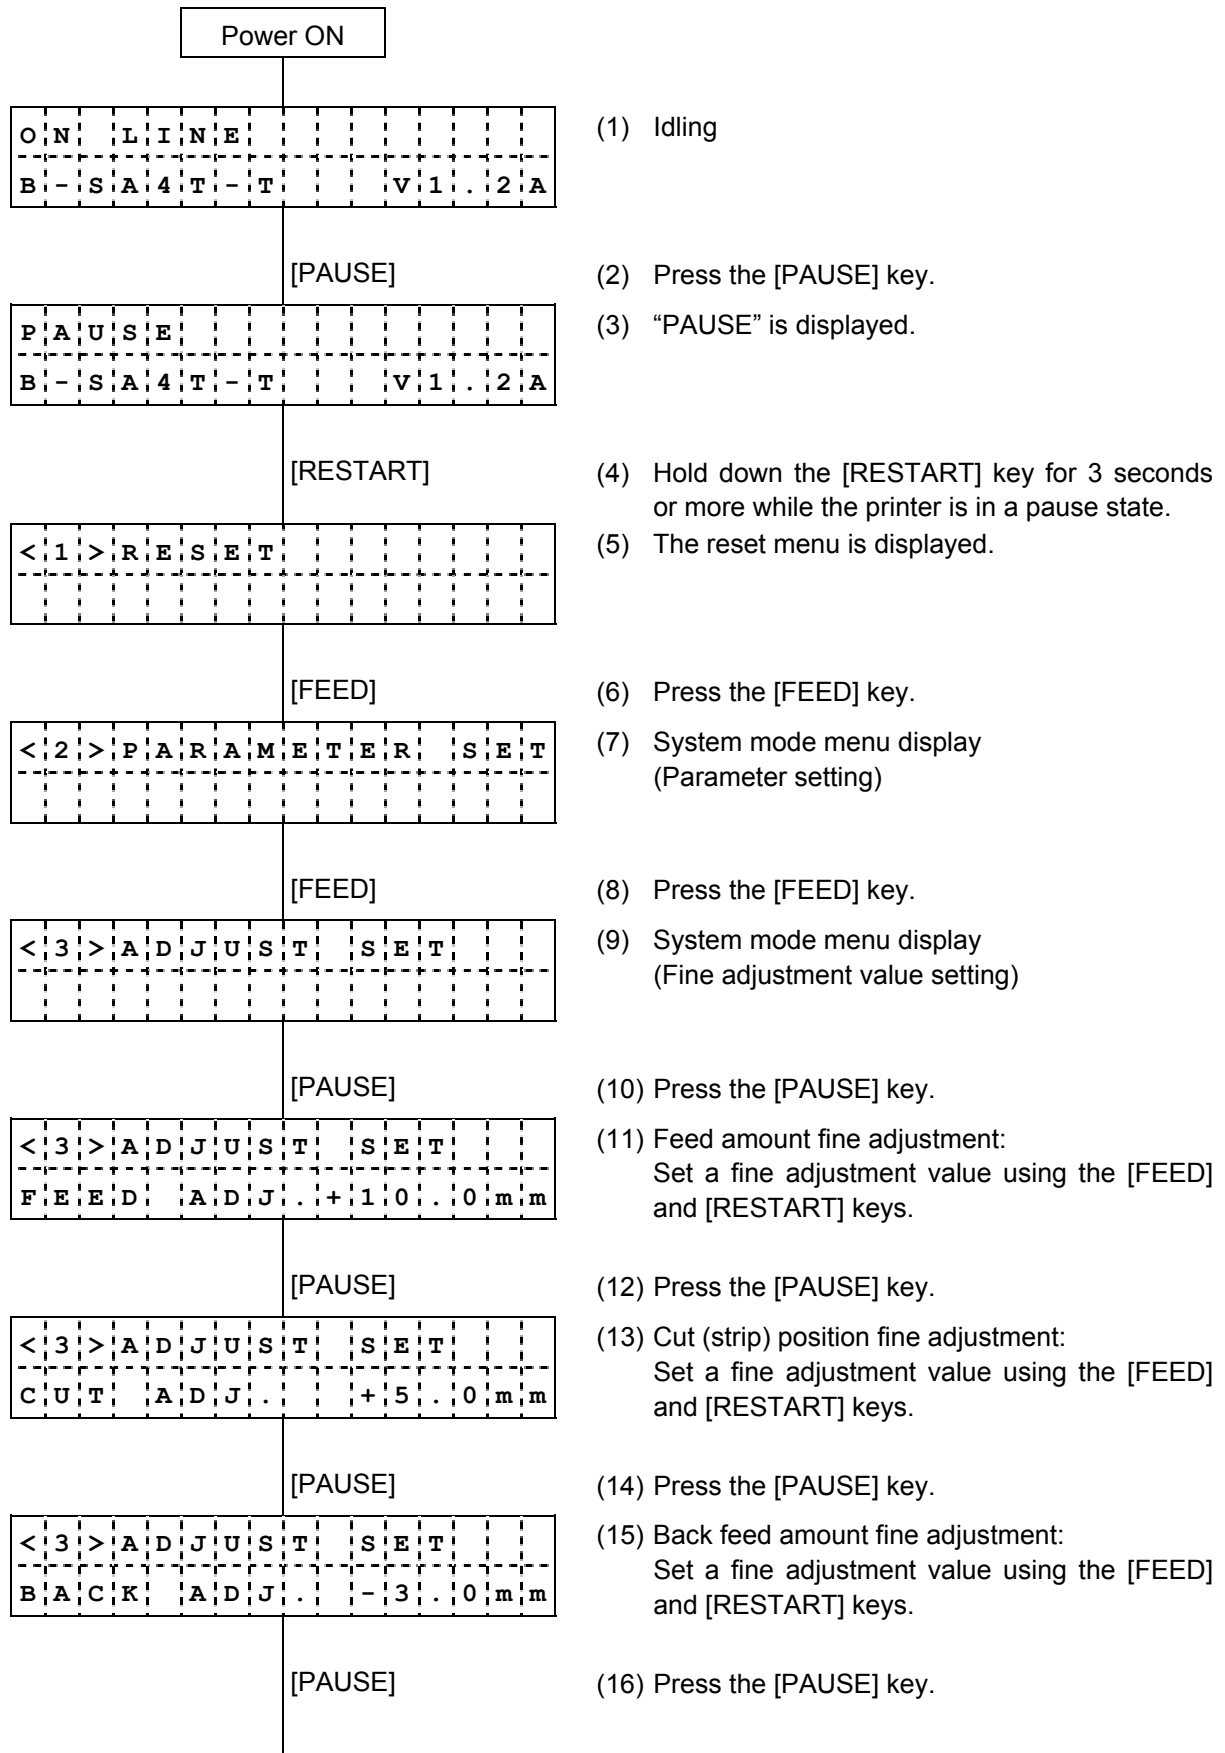 Power ON
ON LINE
(1) Idling
B-SA4T-T   V1.2A
[PAUSE]
(2) Press the [PAUSE] key.
PAUSE
(3) “PAUSE” is displayed.
B-SA4T-T   V1.2A
[RESTART]
(4) Hold down the [RESTART] key for 3 seconds
or more while the printer is in a pause state.
<1>RESET
(5) The reset menu is displayed.
[FEED]
(6) Press the [FEED] key.
<2>PARAMETER SET
(7) System mode menu display
(Parameter setting)
[FEED]
(8) Press the [FEED] key.
<3>ADJUST SET
(9) System mode menu display
(Fine adjustment value setting)
[PAUSE]
(10) Press the [PAUSE] key.
<3>ADJUST SET
(11) Feed amount fine adjustment:
Set a fine adjustment value using the [FEED]
FEED ADJ.+10.0mm
and [RESTART] keys.
[PAUSE]
(12) Press the [PAUSE] key.
<3>ADJUST SET
(13) Cut (strip) position fine adjustment:
Set a fine adjustment value using the [FEED]
CUT ADJ.  +5.0mm
and [RESTART] keys.
[PAUSE]
(14) Press the [PAUSE] key.
<3>ADJUST SET
(15) Back feed amount fine adjustment:
Set a fine adjustment value using the [FEED]
BACK ADJ. -3.0mm
and [RESTART] keys.
[PAUSE]
(16) Press the [PAUSE] key.